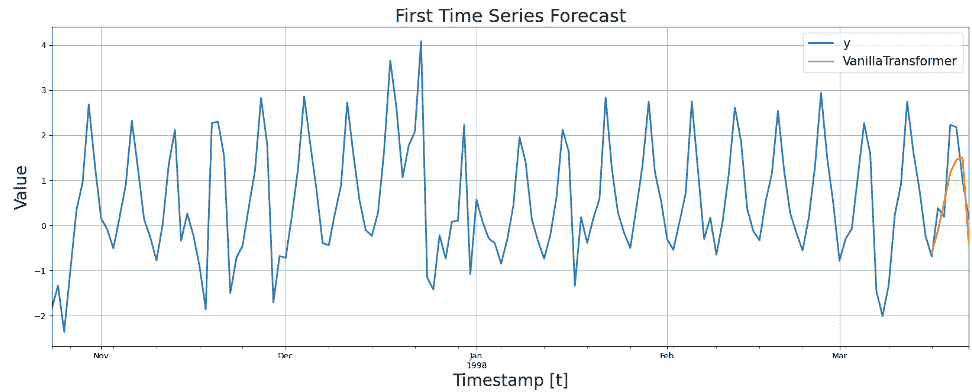 First Time Series Forecast
y
VanillaTransformer
4
3
2
1
0
−1
−2
Value
Nov
Dec
Jan
1998
Feb
Mar
Timestamp [t]